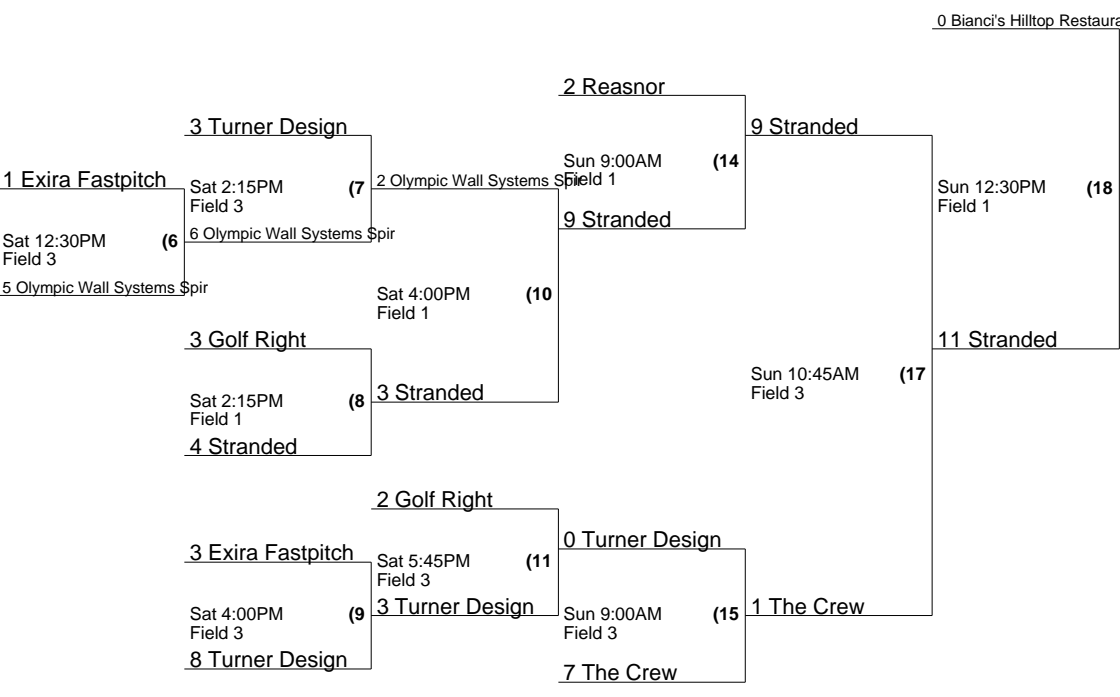 0 Bianci's Hilltop Restaura
2 Reasnor
3 Turner Design
9 Stranded
Sun 9:00AM (14
Field 1
1 Exira Fastpitch
Sat 2:15PM (7
Field 3
2 Olympic Wall Systems Spir
Sun 12:30PM (18
Field 1
9 Stranded
6 Olympic Wall Systems Spir
Sat 12:30PM (6
Field 3
5 Olympic Wall Systems Spir
Sat 4:00PM (10
Field 1
3 Golf Right
11 Stranded
Sun 10:45AM (17
Field 3
Sat 2:15PM (8
Field 1
3 Stranded
4 Stranded
2 Golf Right
0 Turner Design
3 Exira Fastpitch
Sat 5:45PM (11
Field 3
3 Turner Design
Sat 4:00PM (9
Field 3
Sun 9:00AM (15
Field 3
1 The Crew
8 Turner Design
7 The Crew